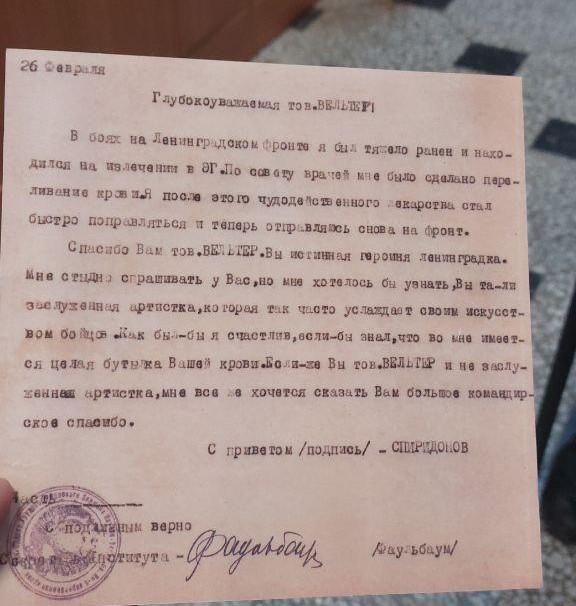 26 Февраля
Глубокоуважаемая тов.ВЕЛЬТЕР!
В боях на Ленинградском фронте я был тяжело ранен и нахо-
дился на излечении в ЭГ.По совету врачей мне было сделано пере-
ливание крови.Я после этого чудодейственного лекарства стал
быстро поправляться и теперь отправляюсь снова на фронт.
Спасибо Вам тов.ВЕЛЬТЕР.Вы истинная героиня ленинградка.
Мне стыдно спрашивать у Вас,но мне хотелось бы узнать,Вы та-ли
заслуженная артистка,которая так часто услаждает своим искусст-
вом бойцов.Как был-бы я счастлив,если-бы знал,что во мне имеет-
ся целая бутылка Вашей крови.Если-же Вы тов.ВЕЛЬТЕР и не заслу-
женная артистка,мне все же хочется сказать Вам большое командир-
ское спасибо.
С приветом/подпись/ -СПИРИДОНОВ
Часть
С подлинным верно
Секретарь Института - Фаульбаум /Фаульбаум/